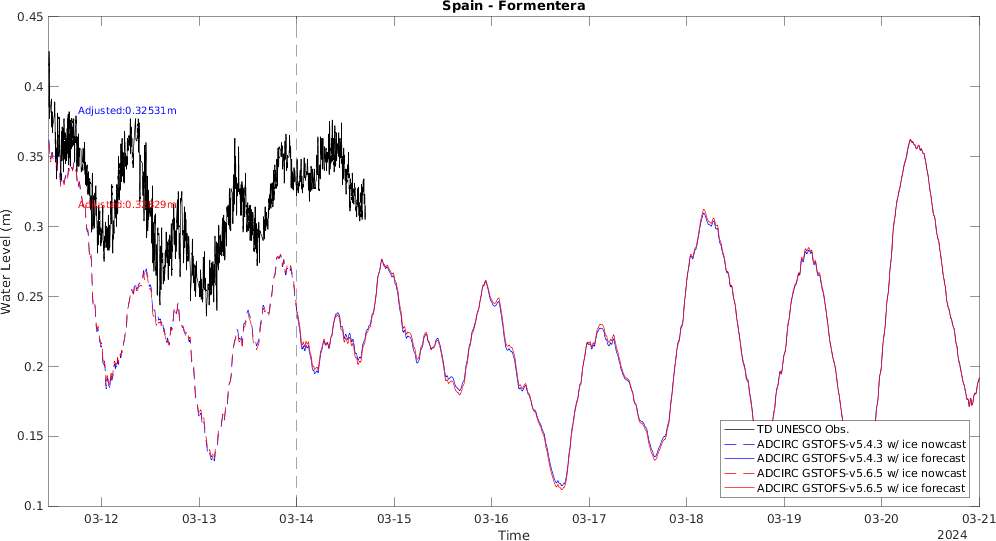 Spain - Formentera
0.45
0.4
0.35
0.3
0.25
0.2
0.15
0.1
Water Level (m)
Adjusted:0.32531m
03-12
03-13
03-14
03-15
03-16
03-17
03-18
03-19
03-20
03-21
Time
2024
TD UNESCO Obs.
ADCIRC GSTOFS-v5.4.3 w/ ice nowcast
ADCIRC GSTOFS-v5.4.3 w/ ice forecast
ADCIRC GSTOFS-v5.6.5 w/ ice nowcast
ADCIRC GSTOFS-v5.6.5 w/ ice forecast